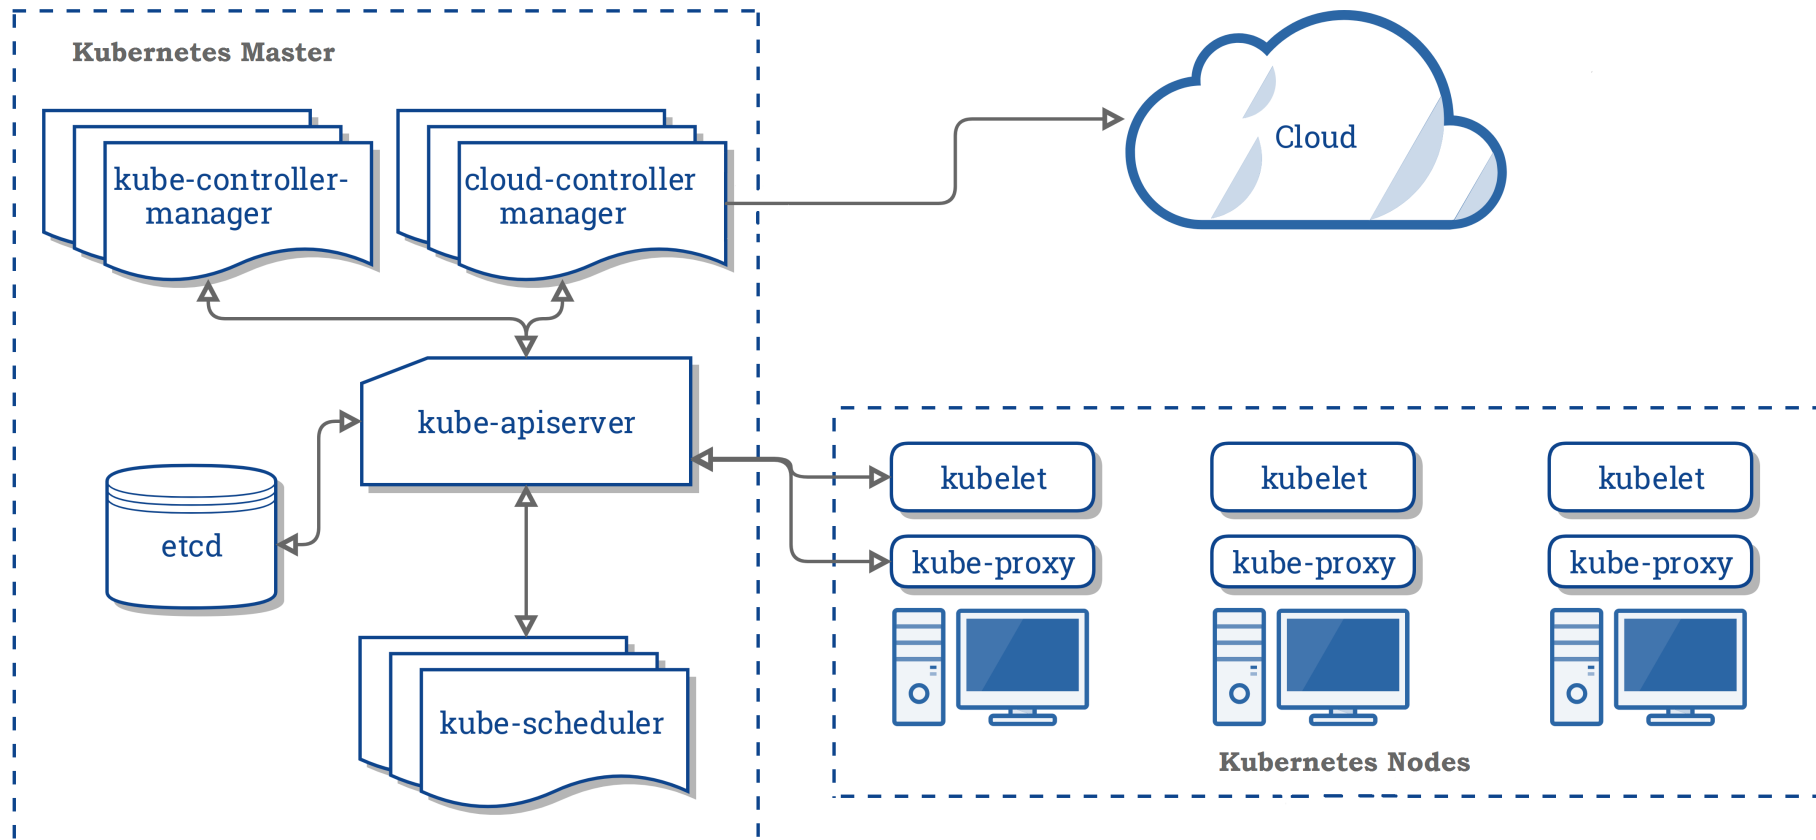 Kubernetes Master
kube-controller-
manager
cloud-controller
manager
Cloud
kube-apiserver
etcd
kube-scheduler
kubelet
kubelet
kubelet
kube-proxy
kube-proxy
kube-proxy
Kubernetes Nodes